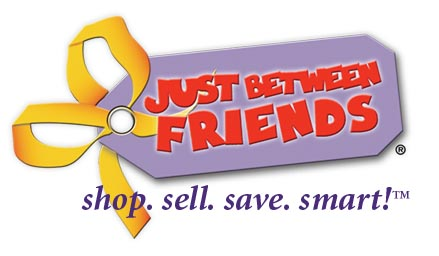 JUST BETWEEN
FRIENDS
®
shop. sell. save. smart!™